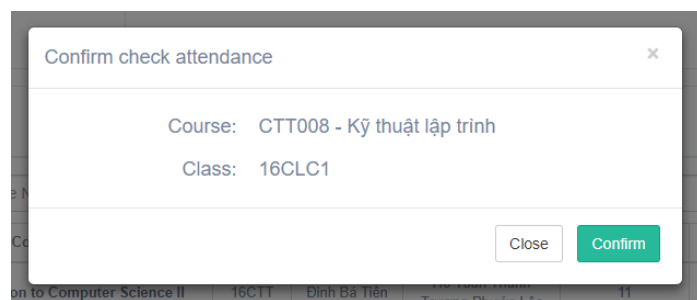 Confirm check attendance
×
Course: CTT008 - Kỹ thuật lập trình
Class: 16CLC1
Close Confirm
to Computer Science II 16CTT Đinh Bá Tiến 11